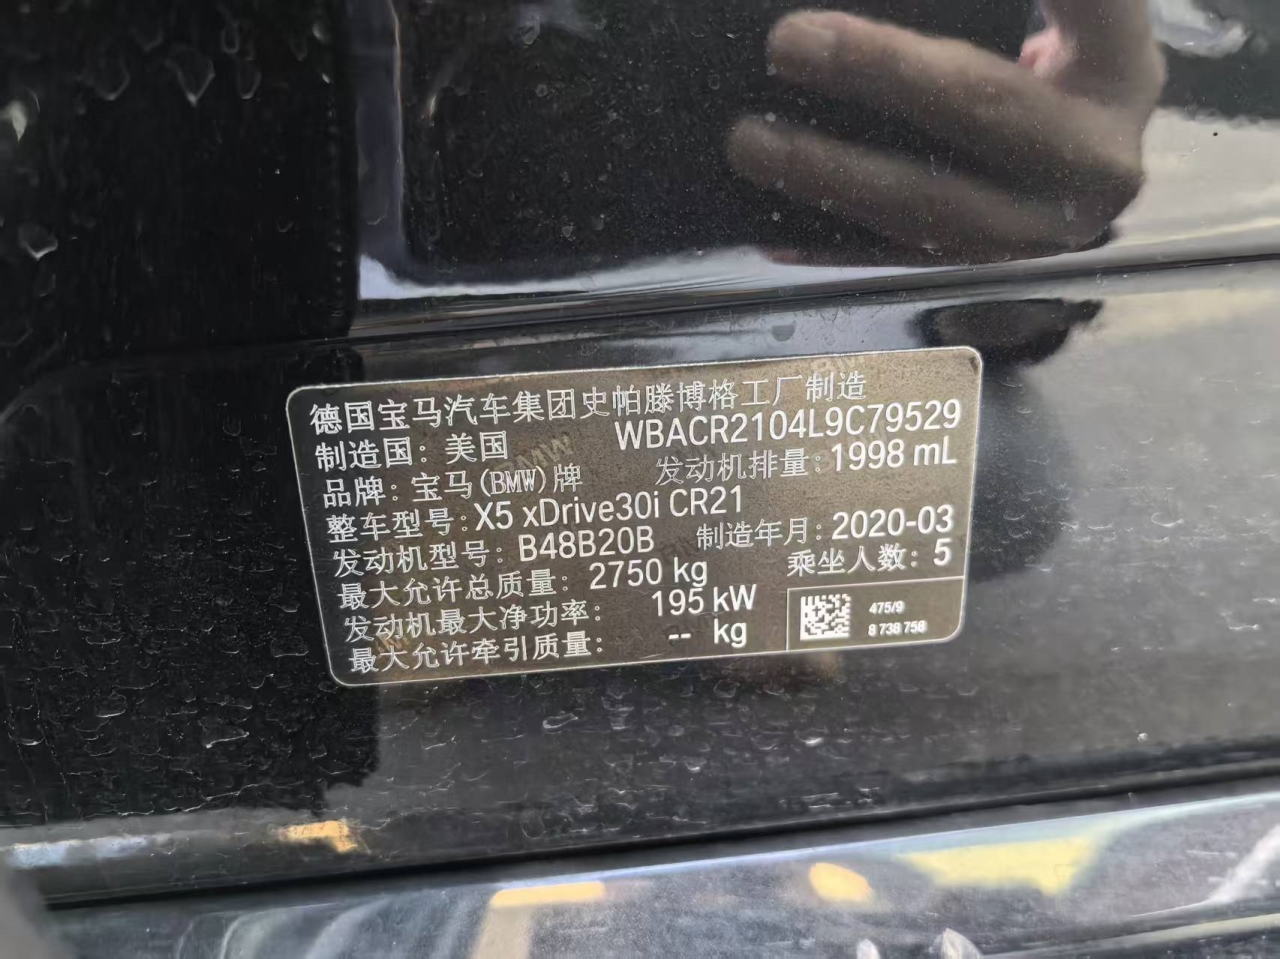 德国宝马汽车集团史帕滕博格工厂制造
制造国：美国 WBACR2104L9C79529
品牌：宝马(BMW)牌 发动机排量：1998 mL
整车型号：X5 xDrive30i CR21
发动机型号：B48B20B 制造年月：2020-03
最大允许总质量：2750 kg 乘坐人数：5
发动机最大净功率：195 kW
最大允许牵引质量：-- kg
475/9
8 738 758